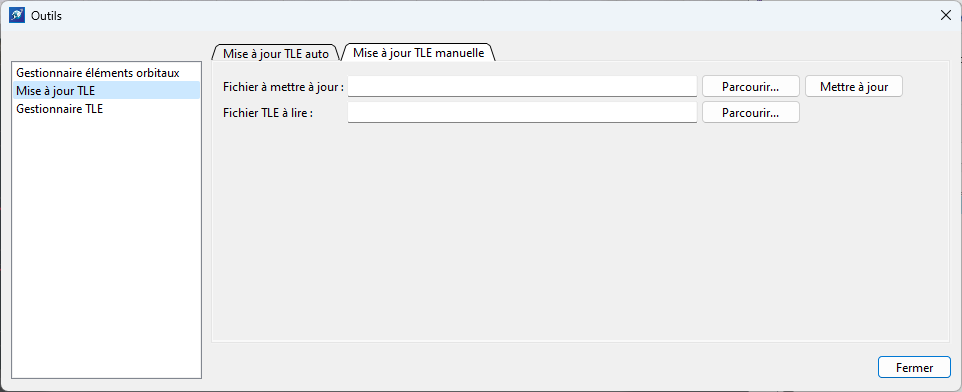 Outils
Mise à jour TLE auto
Mise à jour TLE manuelle
Gestionnaire éléments orbitaux
Mise à jour TLE
Gestionnaire TLE
Fichier à mettre à jour :
Parcourir...
Mettre à jour
Fichier TLE à lire :
Parcourir...
Fermer